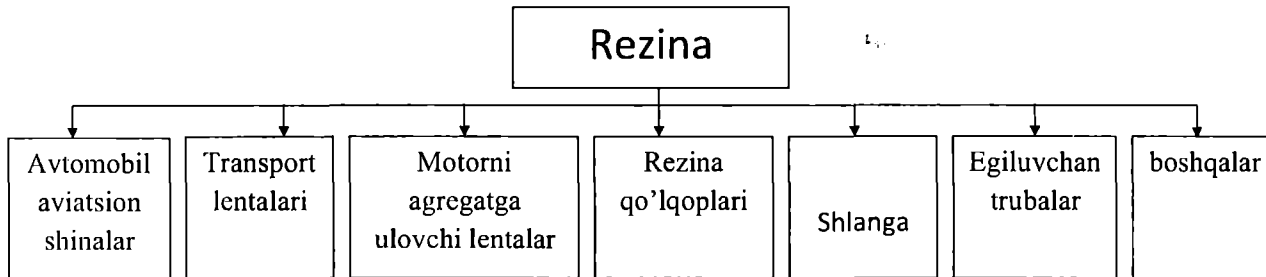 Rezina
Avtomobil
aviatsion
shinalar
Transport
lentalari
Motorni
agregatga
ulovchi lentalar
Rezina
qo’lqoplari
Shlanga
Egiluvchan
trubalar
boshqalar